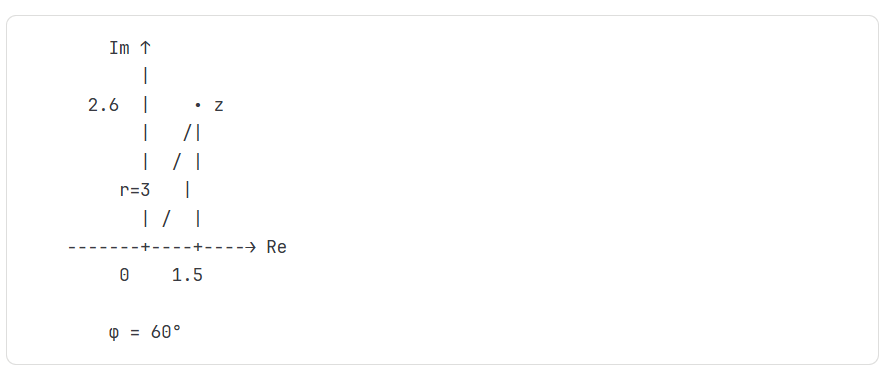 Im ↑
|
2.6  |    • z
|   /|
|  / |
r=3   |
| /  |
-------+----+----→ Re
0    1.5
φ = 60°